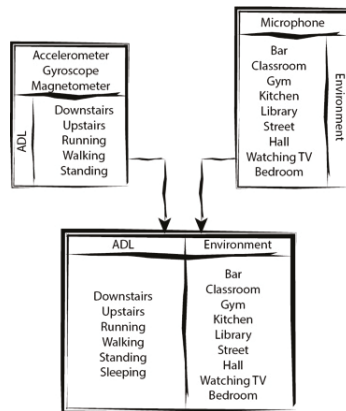 Accelerometer
Gyroscope
Magnetometer
ADL
Downstairs
Upstairs
Running
Walking
Standing
Microphone
Bar
Classroom
Gym
Kitchen
Library
Street
Hall
Watching TV
Bedroom
Environment
ADL
Environment
Downstairs
Upstairs
Running
Walking
Standing
Sleeping
Bar
Classroom
Gym
Kitchen
Library
Street
Hall
Watching TV
Bedroom